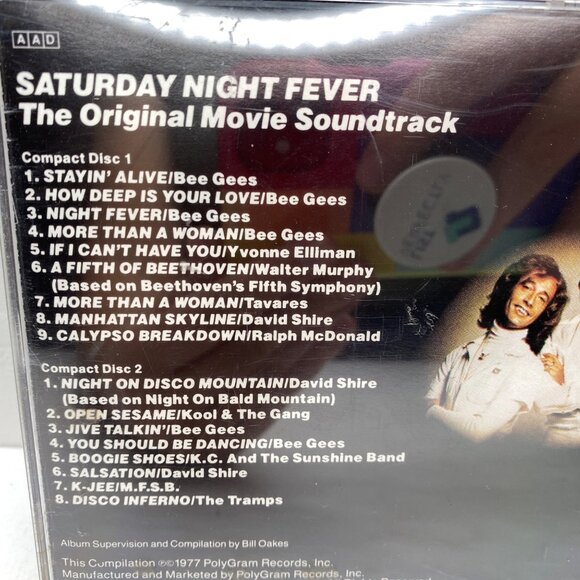 AAD
SATURDAY NIGHT FEVER
The Original Movie Soundtrack
Compact Disc 1
1. STAYIN' ALIVE/Bee Gees
2. HOW DEEP IS YOUR LOVE/Bee Gees
3. NIGHT FEVER/Bee Gees
4. MORE THAN A WOMAN/Bee Gees
5. IF I CAN'T HAVE YOU/Yvonne Elliman
6. A FIFTH OF BEETHOVEN/Walter Murphy
(Based on Beethoven's Fifth Symphony)
7. MORE THAN A WOMAN/Tavares
8. MANHATTAN SKYLINE/David Shire
9. CALYPSO BREAKDOWN/Ralph McDonald
Compact Disc 2
1. NIGHT ON DISCO MOUNTAIN/David Shire
(Based on Night On Bald Mountain)
2. OPEN SESAME/Kool & The Gang
3. JIVE TALKIN'/Bee Gees
4. YOU SHOULD BE DANCING/Bee Gees
5. BOOGIE SHOES/K.C. And The Sunshine Band
6. SALSATION/David Shire
7. K-JEE/M.F.S.B.
8. DISCO INFERNO/The Tramps
Album Supervision and Compilation by Bill Oakes
This Compilation ℗©1977 PolyGram Records, Inc.
Manufactured and Marketed by PolyGram Records, Inc.